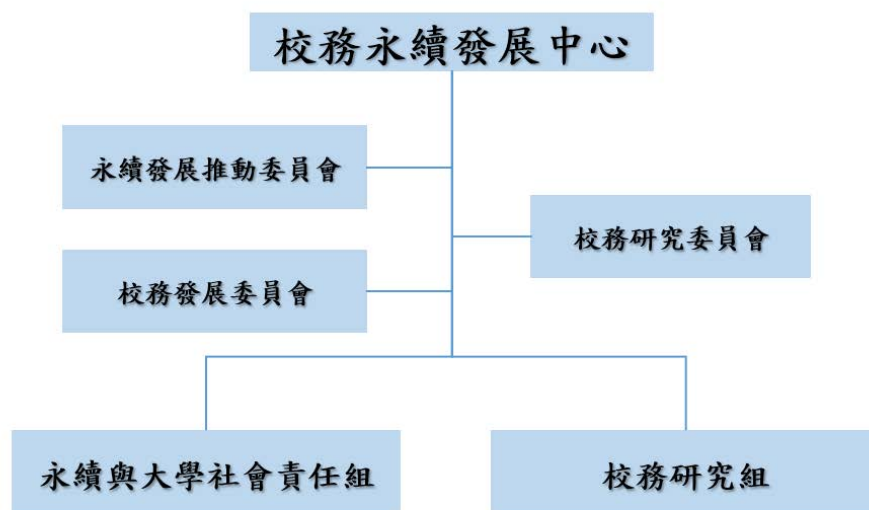 校務永續發展中心
永續發展推動委員會
校務研究委員會
校務發展委員會
永續與大學社會責任組
校務研究組